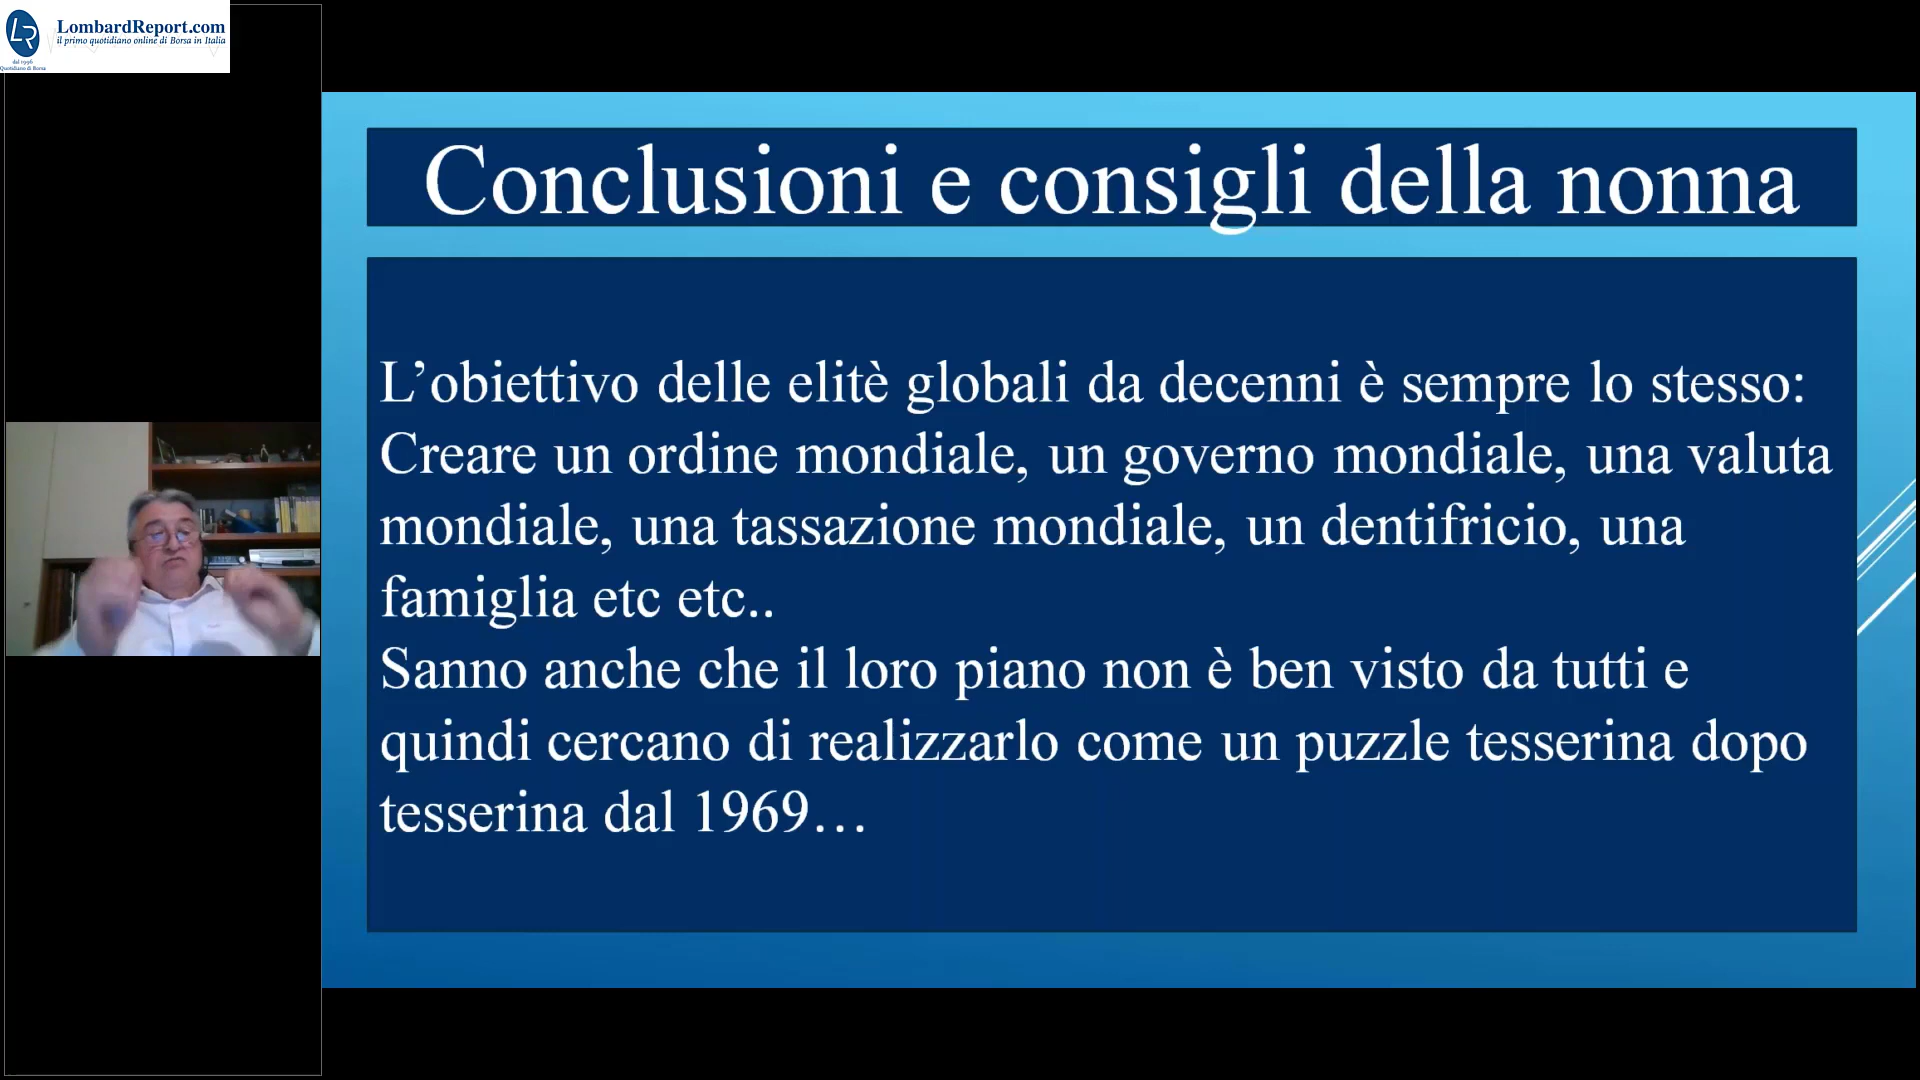 LR
LombardReport.com
il primo quotidiano online di Borsa in Italia
dal 1996
Quotidiano di Borsa
Conclusioni e consigli della nonna
L’obiettivo delle elitè globali da decenni è sempre lo stesso:
Creare un ordine mondiale, un governo mondiale, una valuta
mondiale, una tassazione mondiale, un dentifricio, una
famiglia etc etc..
Sanno anche che il loro piano non è ben visto da tutti e
quindi cercano di realizzarlo come un puzzle tesserina dopo
tesserina dal 1969…